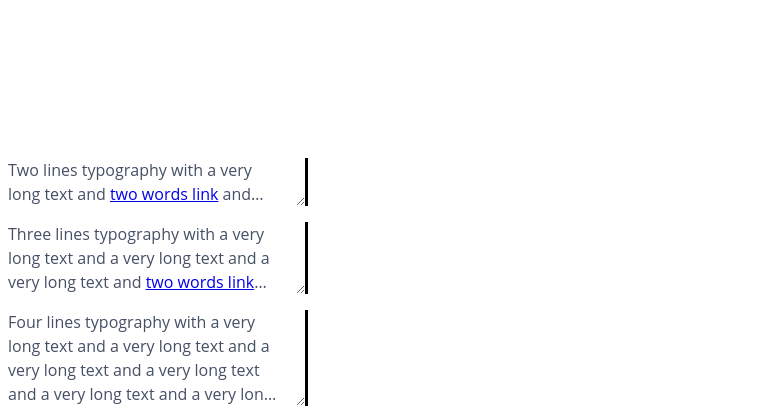 Two lines typography with a very
long text and two words link and...
Three lines typography with a very
long text and a very long text and a
very long text and two words link...
Four lines typography with a very
long text and a very long text and a
very long text and a very long text
and a very long text and a very lon...